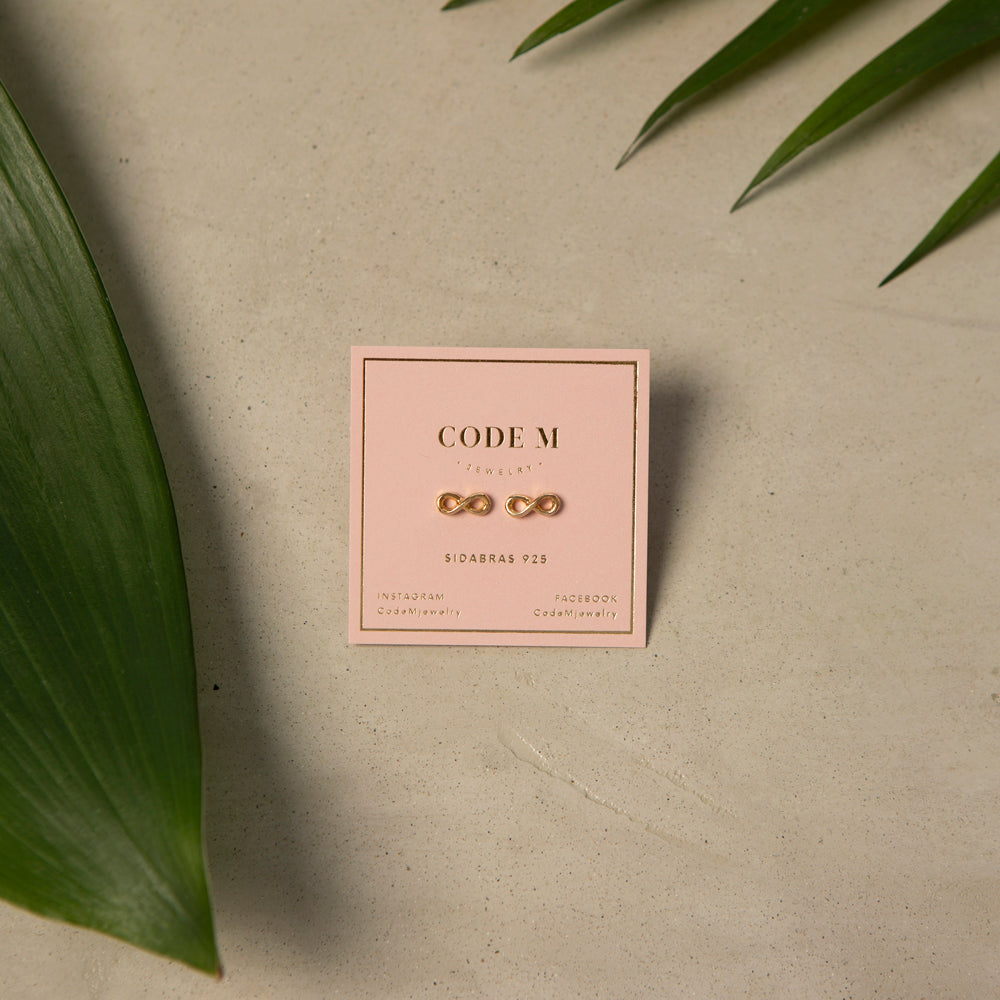 CODE M
"JEWELRY"
SIDABRAS 925
INSTAGRAM
CodeMjewelry
FACEBOOK
CodeMjewelry